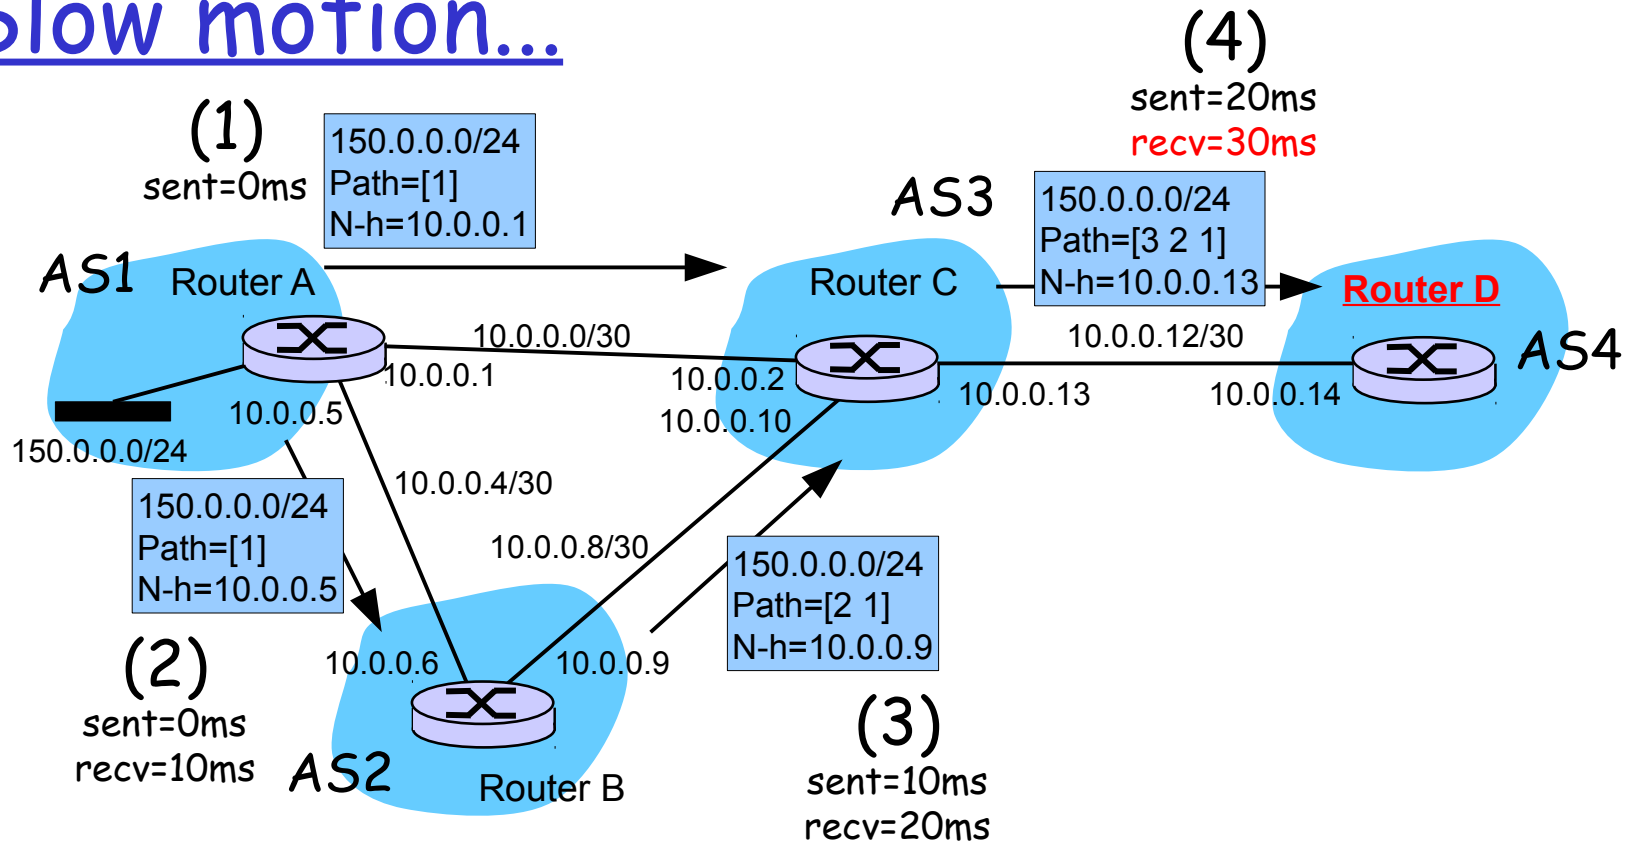 Slow motion...
(1)
sent=0ms
150.0.0.0/24
Path=[1]
N-h=10.0.0.1
(4)
sent=20ms
recv=30ms
AS3
150.0.0.0/24
Path=[3 2 1]
N-h=10.0.0.13
AS1
Router A
Router C
Router D
AS4
10.0.0.0/30
10.0.0.12/30
10.0.0.1
10.0.0.2
10.0.0.13
10.0.0.14
10.0.0.5
10.0.0.10
150.0.0.0/24
10.0.0.4/30
150.0.0.0/24
Path=[1]
N-h=10.0.0.5
10.0.0.8/30
150.0.0.0/24
Path=[2 1]
N-h=10.0.0.9
(2)
sent=0ms
recv=10ms
10.0.0.6
10.0.0.9
AS2
Router B
(3)
sent=10ms
recv=20ms